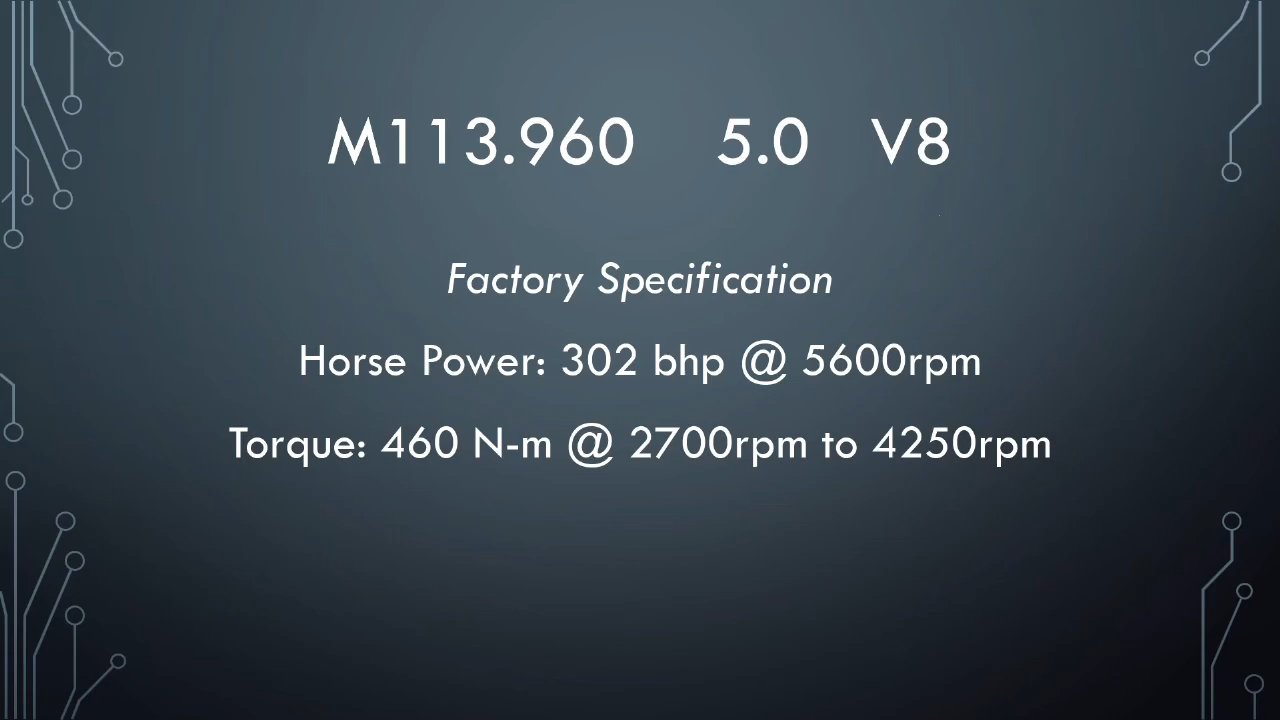 M113.960 5.0 V8
Factory Specification
Horse Power: 302 bhp @ 5600rpm
Torque: 460 N-m @ 2700rpm to 4250rpm